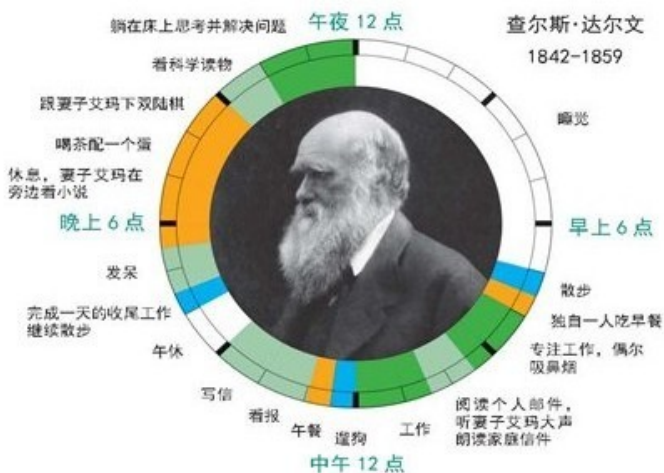 查尔斯·达尔文
1842-1859
午夜12点
睡觉
早上6点
散步
独自一人吃早餐
专注工作，偶尔
吸鼻烟
阅读个人邮件，
听妻子艾玛大声
朗读家庭信件
工作
中午12点
遛狗
午餐
看报
写信
午休
完成一天的收尾工作
继续散步
发呆
晚上6点
休息，妻子艾玛在
旁边看小说
喝茶配一个蛋
跟妻子艾玛下双陆棋
看科学读物
躺在床上思考并解决问题